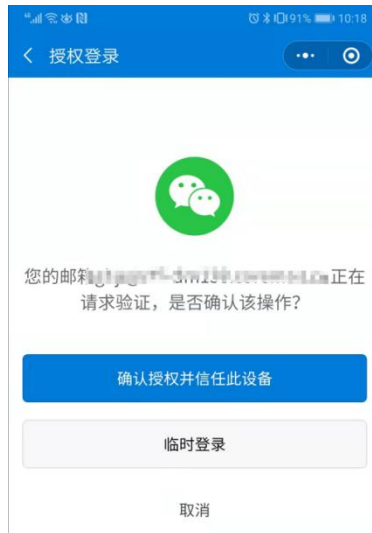 91% 10:18
授权登录
您的邮箱 正在
请求验证，是否确认该操作？
确认授权并信任此设备
临时登录
取消